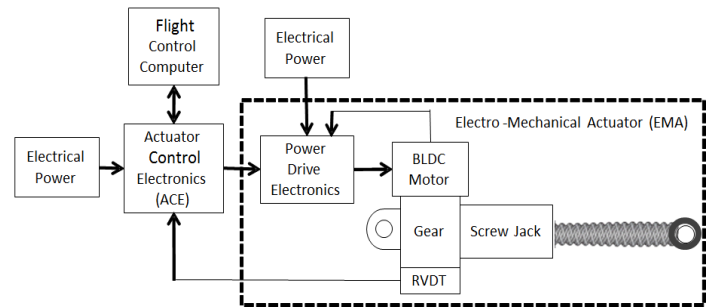 Flight
Control
Computer
Electrical
Power
Electro -Mechanical Actuator (EMA)
Electrical
Power
Actuator
Control
Electronics
(ACE)
Power
Drive
Electronics
BLDC
Motor
Gear
Screw Jack
RVDT